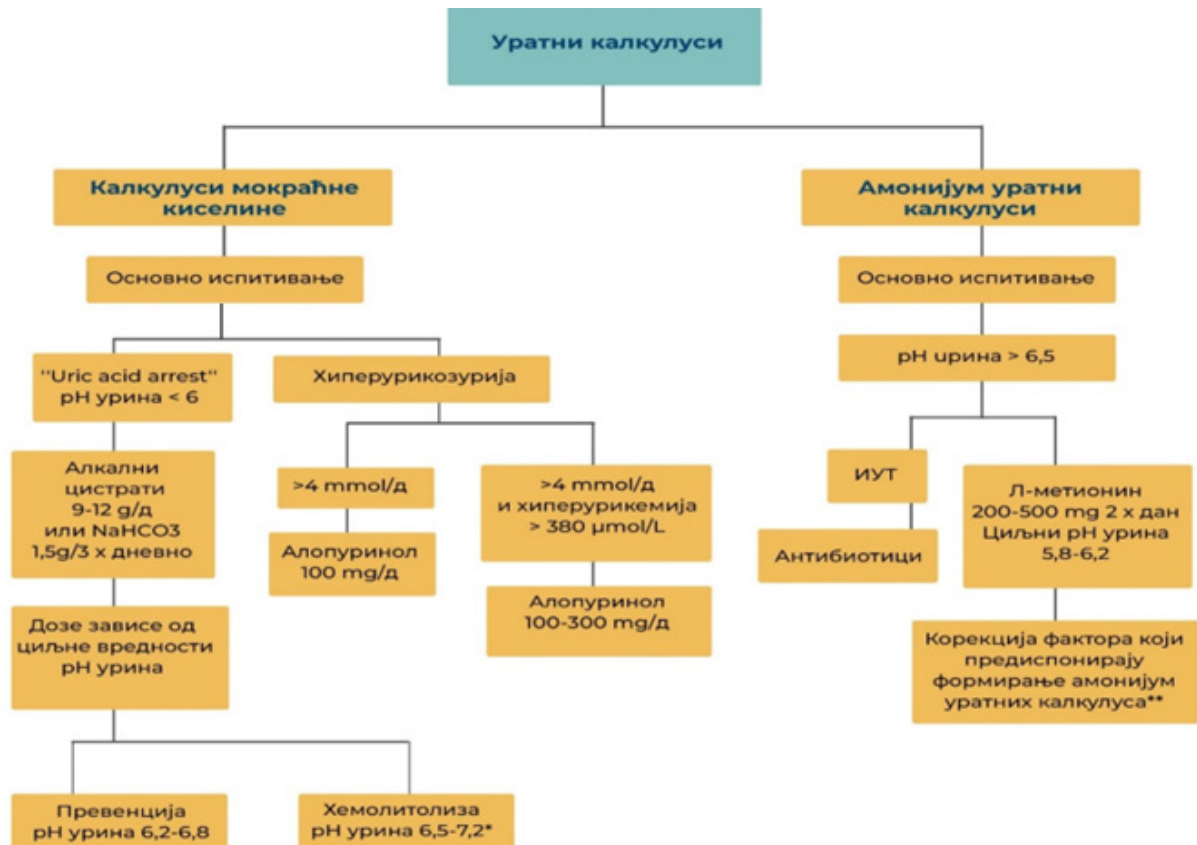 Уратни калкулуси
Калкулуси мокраћне
киселине
Амонијум уратни
калкулуси
Основно испитивање
Основно испитивање
"Uric acid arrest"
pH урина < 6
Хиперурикозурија
pH урина > 6,5
Алкални
цистрати
9-12 g/д
или NaHCO3
1,5g/3 x дневно
>4 mmol/д
>4 mmol/д
и хиперурикемија
> 380 µmol/L
ИУТ
Л-метионин
200-500 mg 2 x дан
Циљни pH урина
5,8-6,2
Алопуринол
100 mg/д
Антибиотици
Дозе зависе од
циљне вредности
pH урина
Алопуринол
100-300 mg/д
Корекција фактора који
предиспонирају
формирање амонијум
уратних калкулуса**
Превенција
pH урина 6,2-6,8
Хемолитолиза
pH урина 6,5-7,2*